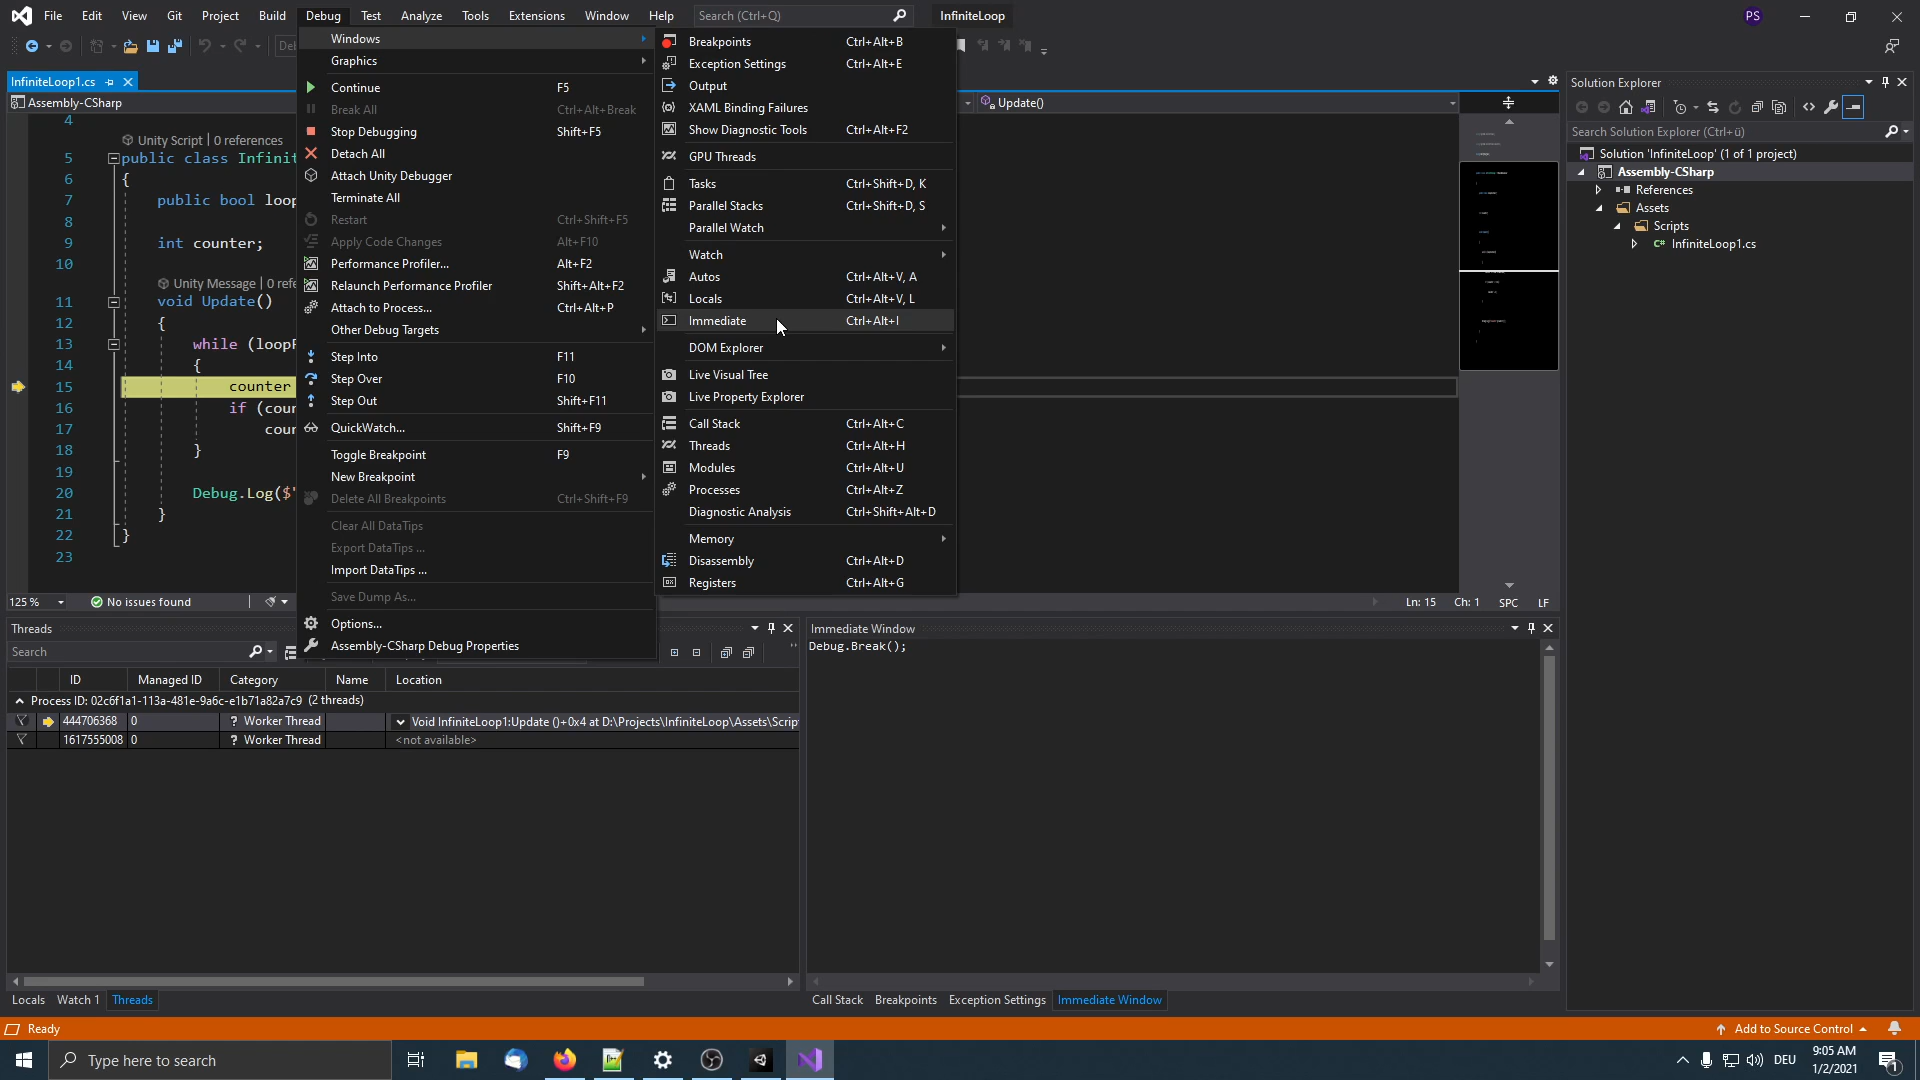 File Edit View Git Project Build Debug Test Analyze Tools Extensions Window Help Search (Ctrl+Q) InfiniteLoop PS
InfiniteLoop1.cs
Assembly-CSharp
Update()
4
Unity Script | 0 references
5 public class Infinit
6 {
7 public bool loop
8
9 int counter;
10
Unity Message | 0 refe
11 void Update()
12 {
13 while (loop
14 {
15 counter
16 if (cou
17 cou
18 }
19
20 Debug.Log($"
21 }
22 }
23
125 % No issues found
Ln: 15 Ch: 1 SPC LF
Windows
Graphics
Continue F5
Break All Ctrl+Alt+Break
Stop Debugging Shift+F5
Detach All
Attach Unity Debugger
Terminate All
Restart Ctrl+Shift+F5
Apply Code Changes Alt+F10
Performance Profiler... Alt+F2
Relaunch Performance Profiler Shift+Alt+F2
Attach to Process... Ctrl+Alt+P
Other Debug Targets
Step Into F11
Step Over F10
Step Out Shift+F11
QuickWatch... Shift+F9
Toggle Breakpoint F9
New Breakpoint
Delete All Breakpoints Ctrl+Shift+F9
Clear All DataTips
Export DataTips ...
Import DataTips ...
Save Dump As...
Options...
Assembly-CSharp Debug Properties
Breakpoints Ctrl+Alt+B
Exception Settings Ctrl+Alt+E
Output
XAML Binding Failures
Show Diagnostic Tools Ctrl+Alt+F2
GPU Threads
Tasks Ctrl+Shift+D, K
Parallel Stacks Ctrl+Shift+D, S
Parallel Watch
Watch
Autos Ctrl+Alt+V, A
Locals Ctrl+Alt+V, L
Immediate Ctrl+Alt+I
DOM Explorer
Live Visual Tree
Live Property Explorer
Call Stack Ctrl+Alt+C
Threads Ctrl+Alt+H
Modules Ctrl+Alt+U
Processes Ctrl+Alt+Z
Diagnostic Analysis Ctrl+Shift+Alt+D
Memory
Disassembly Ctrl+Alt+D
Registers Ctrl+Alt+G
Solution Explorer
Search Solution Explorer (Ctrl+ü)
Solution 'InfiniteLoop' (1 of 1 project)
Assembly-CSharp
References
Assets
Scripts
C# InfiniteLoop1.cs
Threads
Search
ID Managed ID Category Name Location
Process ID: 02c6f1a1-113a-481e-9a6c-e1b71a82a7c9 (2 threads)
444706368 0 ? Worker Thread Void InfiniteLoop1:Update ()+0x4 at D:\Projects\InfiniteLoop\Assets\Scrip
1617555008 0 ? Worker Thread <not available>
Locals Watch 1 Threads
Immediate Window
Debug.Break();
Call Stack Breakpoints Exception Settings Immediate Window
Ready Add to Source Control
Type here to search
DEU 9:05 AM
1/2/2021
1